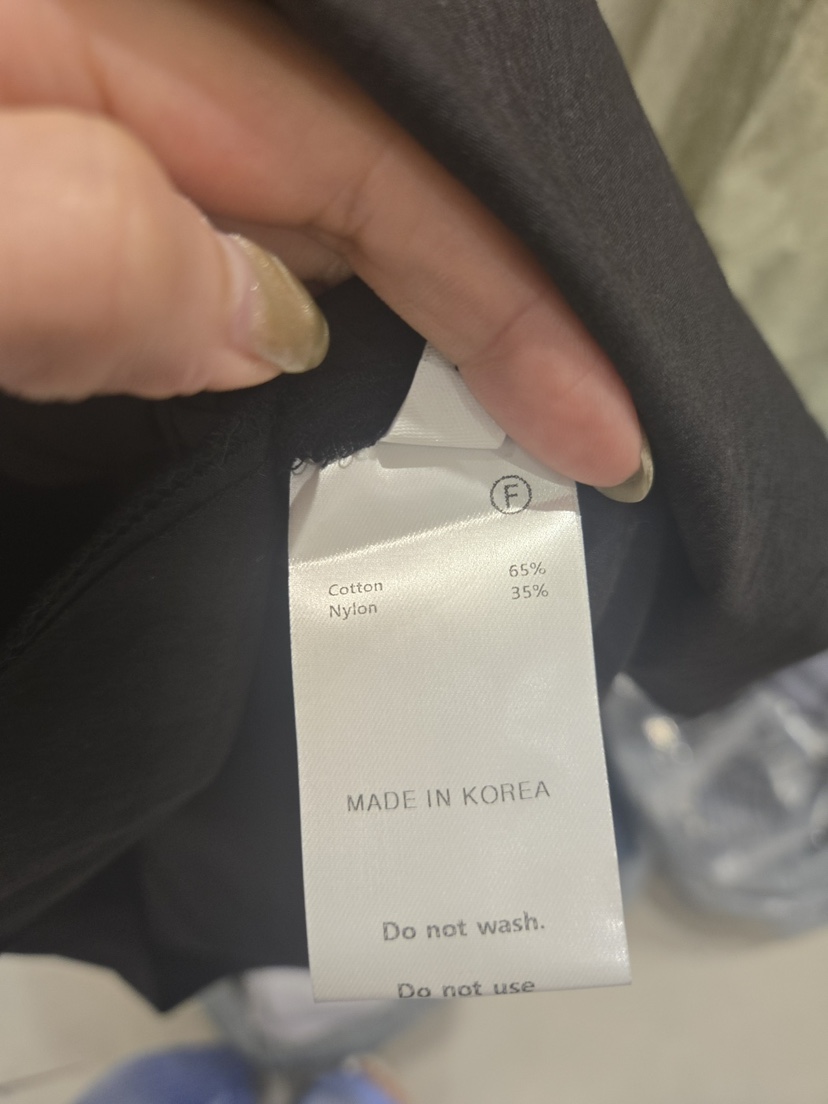 F
Cotton 65%
Nylon 35%
MADE IN KOREA
Do not wash.
Do not use